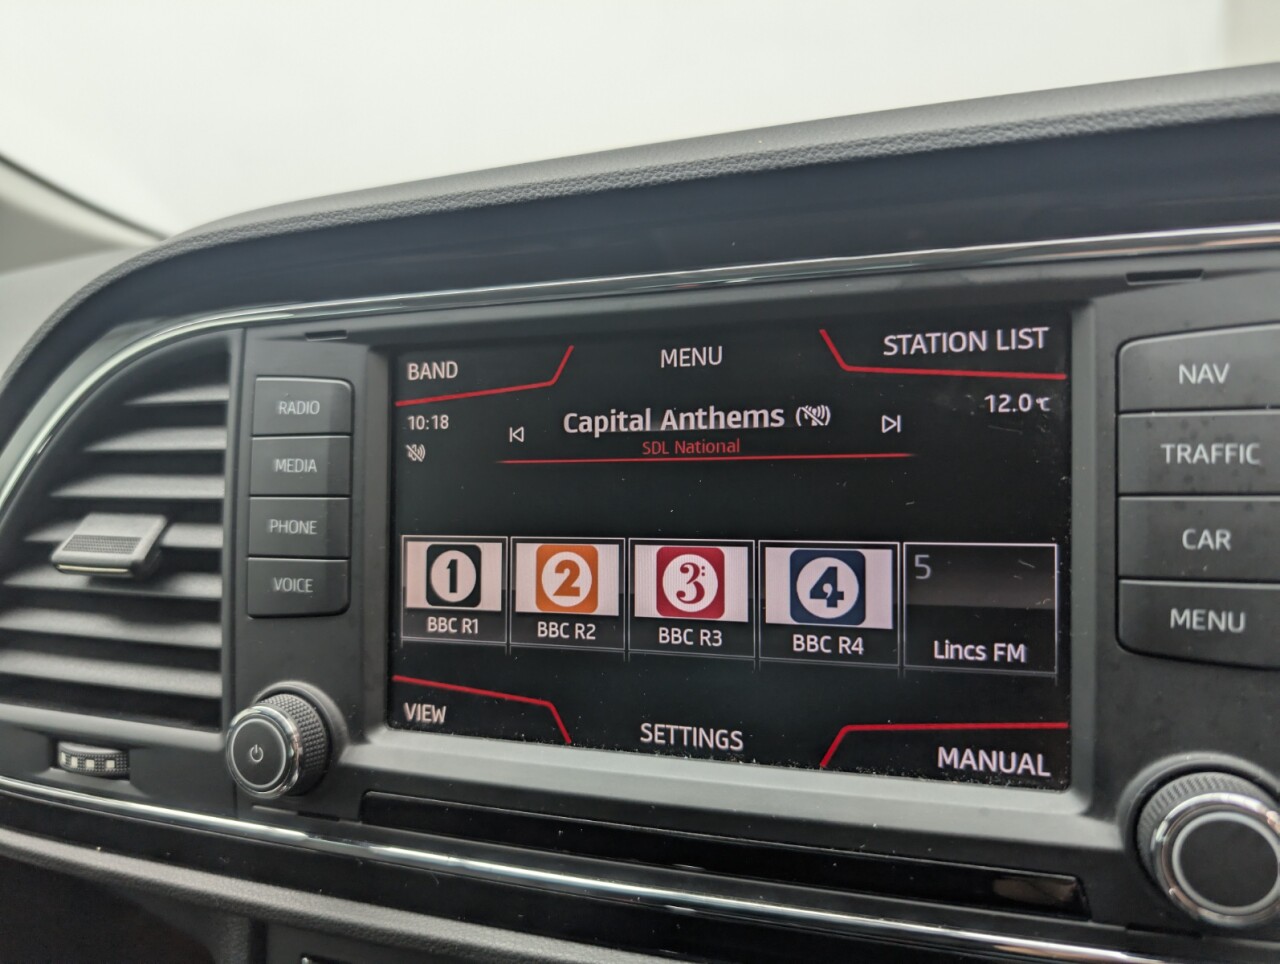 RADIO
MEDIA
PHONE
VOICE
BAND
MENU
STATION LIST
10:18
Capital Anthems
12.0℃
SDL National
1
2
3:
4
5
BBC R1
BBC R2
BBC R3
BBC R4
Lincs FM
VIEW
SETTINGS
MANUAL
NAV
TRAFFIC
CAR
MENU